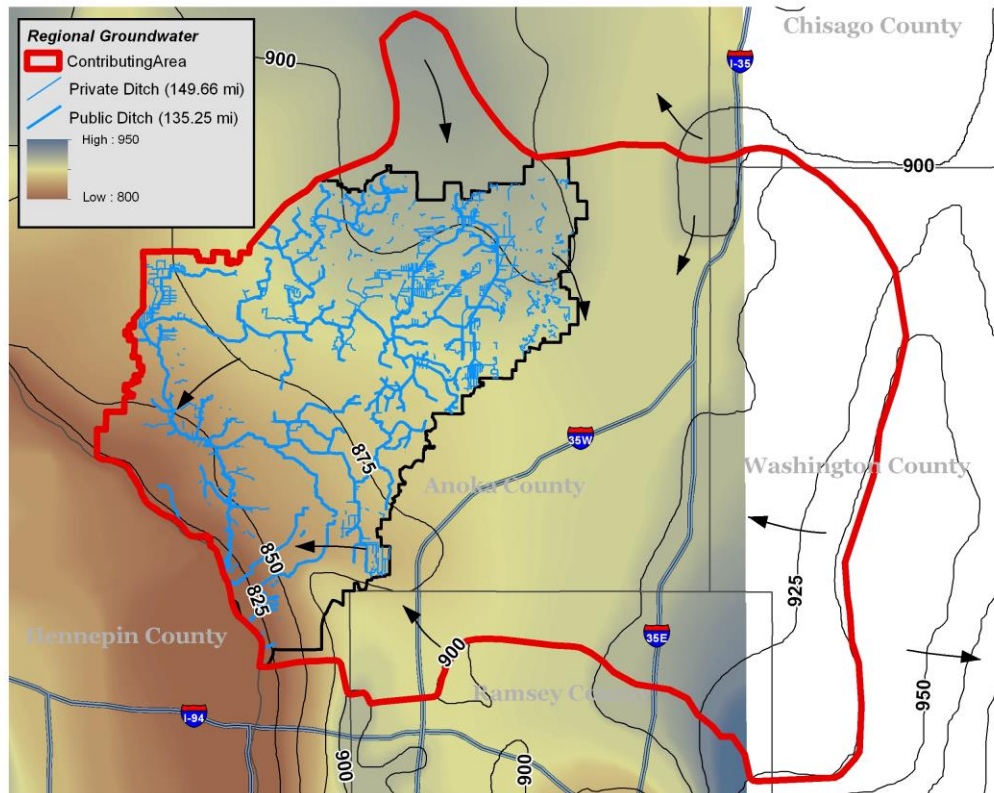 Regional Groundwater
ContributingArea
Private Ditch (149.66 mi)
Public Ditch (135.25 mi)
High : 950
Low : 800
Chisago County
900
I-35
900
35W
875
Anoka County
Washington County
850
825
925
Hennepin County
35E
900
Ramsey Co
950
I-94
900
900